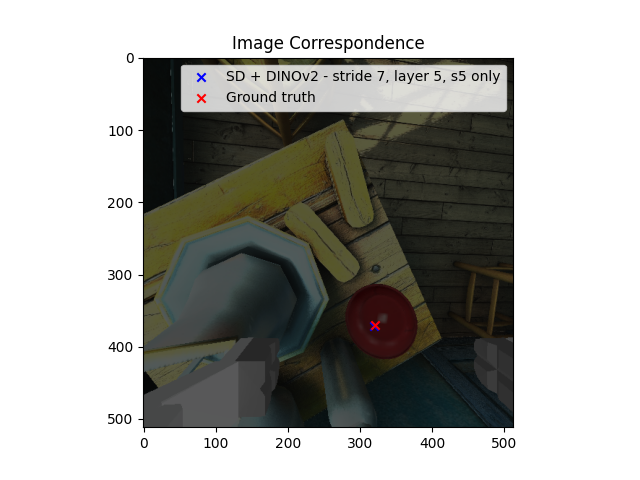 Image Correspondence
SD + DINOv2 - stride 7, layer 5, s5 only
Ground truth
0
100
200
300
400
500
0 100 200 300 400 500